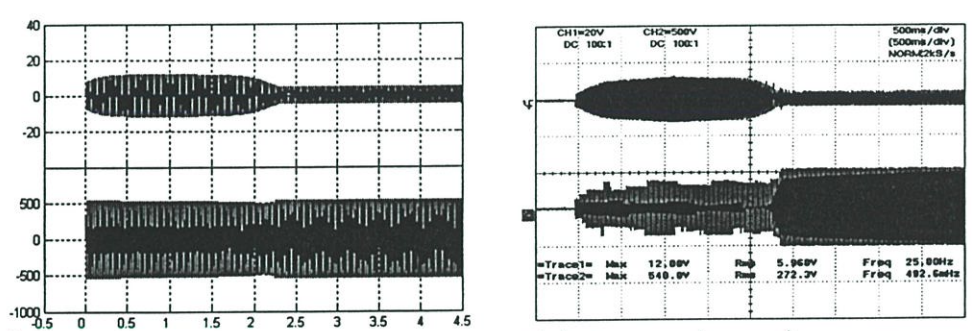 40
20
0
-20
500
0
-500
-1000
-0.5 0 0.5 1 1.5 2 2.5 3 3.5 4 4.5
CH1=20V CH2=500V 500ms/div
DC 100:1 DC 100:1 (500ms/div)
NORM:2kS/s
=Trace1= Max 12.00V Rms 5.960V Freq 25.00Hz
=Trace2= Max 540.0V Rms 272.3V Freq 492.6mHz